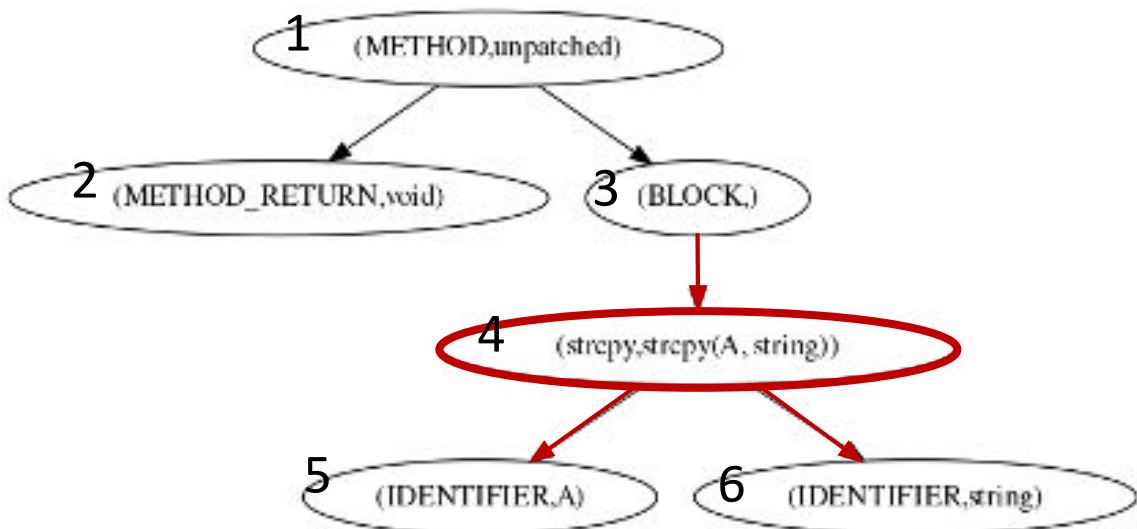 1 (METHOD,unpatched)
2 (METHOD_RETURN,void)
3 (BLOCK,)
4 (strcpy,strcpy(A, string))
5 (IDENTIFIER,A)
6 (IDENTIFIER,string)